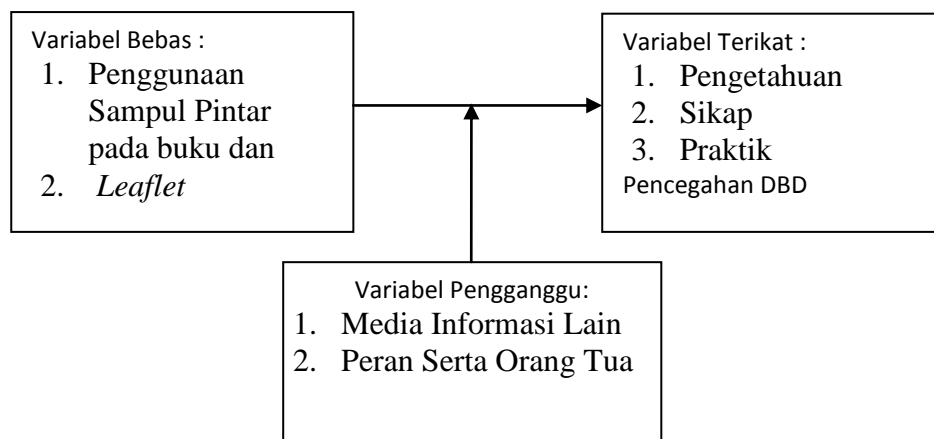 Variabel Bebas :
1. Penggunaan
Sampul Pintar
pada buku dan
2. Leaflet
Variabel Terikat :
1. Pengetahuan
2. Sikap
3. Praktik
Pencegahan DBD
Variabel Pengganggu:
1. Media Informasi Lain
2. Peran Serta Orang Tua